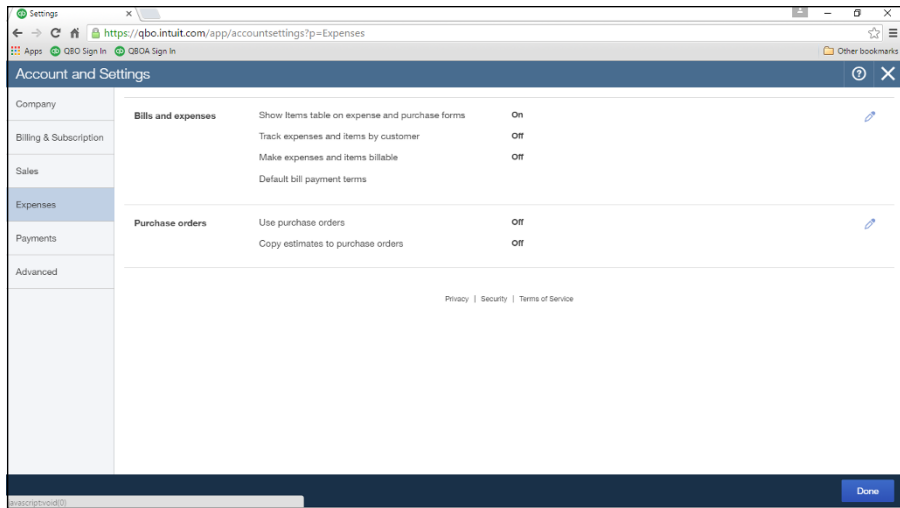 Settings
https://qbo.intuit.com/app/accountsettings?p=Expenses
Apps QBO Sign In QBOA Sign In Other bookmarks
Account and Settings
Company
Billing & Subscription
Sales
Expenses
Payments
Advanced
Bills and expenses Show Items table on expense and purchase forms On
Track expenses and items by customer Off
Make expenses and items billable Off
Default bill payment terms
Purchase orders Use purchase orders Off
Copy estimates to purchase orders Off
Privacy | Security | Terms of Service
Done
avascript:void(0)